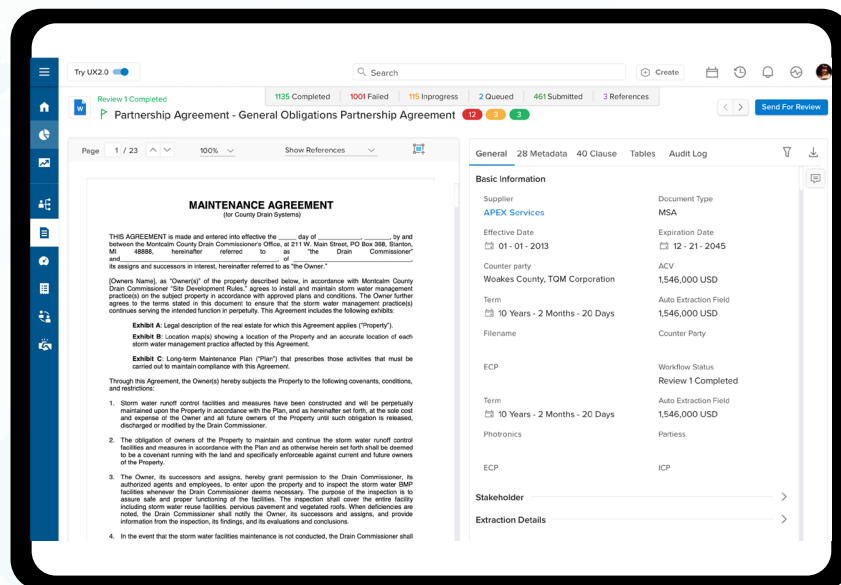 Try UX2.0
Search
Create
Review 1 Completed
1135 Completed
1001 Failed
115 Inprogress
2 Queued
461 Submitted
3 References
W
Partnership Agreement - General Obligations Partnership Agreement 12 3 3
Send For Review
Page 1 / 23
100%
Show References
MAINTENANCE AGREEMENT
(for County Drain Systems)
THIS AGREEMENT is made and entered into effective the ____ day of __________, _____, by and
between the Montcalm County Drain Commissioner's Office, at 211 W. Main Street, PO Box 368, Stanton,
MI 48888, hereinafter referred to as "the Drain Commissioner"
and____________________, of ____________________,
its assigns and successors in interest, hereinafter referred to as "the Owner."
[Owners Name], as "Owner(s)" of the property described below, in accordance with Montcalm County
Drain Commissioner "Site Development Rules," agrees to install and maintain storm water management
practice(s) on the subject property in accordance with approved plans and conditions. The Owner further
agrees to the terms stated in this document to ensure that the storm water management practice(s)
continues serving the intended function in perpetuity. This Agreement includes the following exhibits:
Exhibit A: Legal description of the real estate for which this Agreement applies ("Property").
Exhibit B: Location map(s) showing a location of the Property and an accurate location of each
storm water management practice affected by this Agreement.
Exhibit C: Long-term Maintenance Plan ("Plan") that prescribes those activities that must be
carried out to maintain compliance with this Agreement.
Through this Agreement, the Owner(s) hereby subjects the Property to the following covenants, conditions,
and restrictions:
1. Storm water runoff control facilities and measures have been constructed and will be perpetually
maintained upon the Property in accordance with the Plan, and as hereinafter set forth, at the sole cost
and expense of the Owner and all future owners of the Property until such obligation is released,
discharged or modified by the Drain Commissioner.
2. The obligation of owners of the Property to maintain and continue the storm water runoff control
facilities and measures in accordance with the Plan and as otherwise herein set forth shall be deemed
to be a covenant running with the land and specifically enforceable against current and future owners
of the Property.
3. The Owner, its successors and assigns, hereby grant permission to the Drain Commissioner, its
authorized agents and employees, to enter upon the property and to inspect the storm water BMP
facilities whenever the Drain Commissioner deems necessary. The purpose of the inspection is to
assure safe and proper functioning of the facilities. The inspection shall cover the entire facility
including storm water reuse facilities, pervious pavement and vegetated roofs. When deficiencies are
noted, the Drain Commissioner shall notify the Owner, its successors and assigns, and provide
information from the inspection, its findings, and its evaluations and conclusions.
4. In the event that the storm water facilities maintenance is not conducted, the Drain Commissioner shall
General
28 Metadata
40 Clause
Tables
Audit Log
Basic information
Supplier
APEX Services
Document Type
MSA
Effective Date
01 - 01 - 2013
Expiration Date
12 - 21 - 2045
Counter party
Woakes County, TQM Corporation
ACV
1,546,000 USD
Term
10 Years - 2 Months - 20 Days
Auto Extraction Field
1,546,000 USD
Filename
Counter Party
ECP
Workflow Status
Review 1 Completed
Term
10 Years - 2 Months - 20 Days
Auto Extraction Field
1,546,000 USD
Photronics
Partiess
ECP
ICP
Stakeholder
Extraction Details